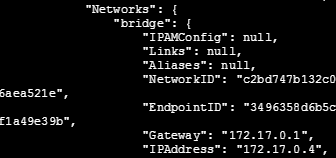 "Networks": {
"bridge": {
"IPAMConfig": null,
"Links": null,
"Aliases": null,
"NetworkID": "c2bd747b132c0
6aea521e",
"EndpointID": "3496358d6b5c
f1a49e39b",
"Gateway": "172.17.0.1",
"IPAddress": "172.17.0.4",